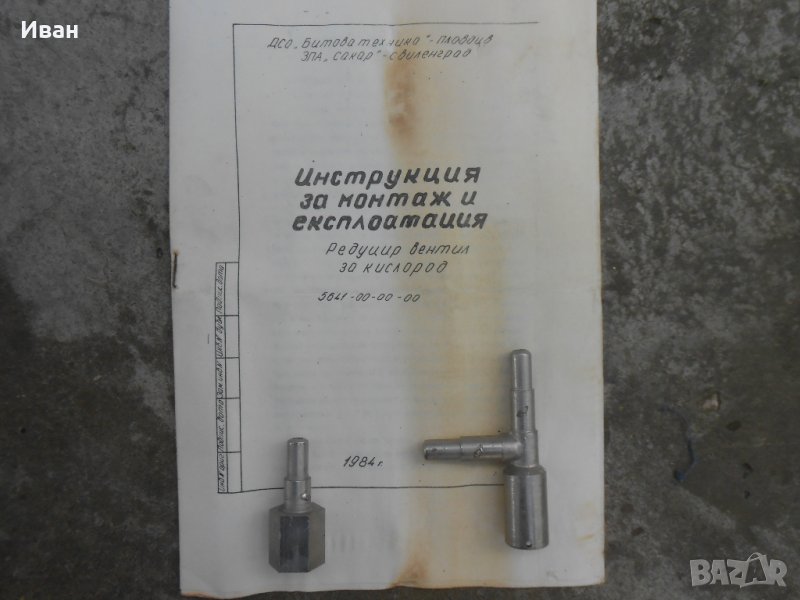 Иван
ДСО „Битова техника" - Пловдив
ЗПА „Сакар" - Свиленград
Инструкция
за монтаж и
експлоатация
Редуцир вентил
за кислород
5641-00-00-00
1984 г.
BAZAR